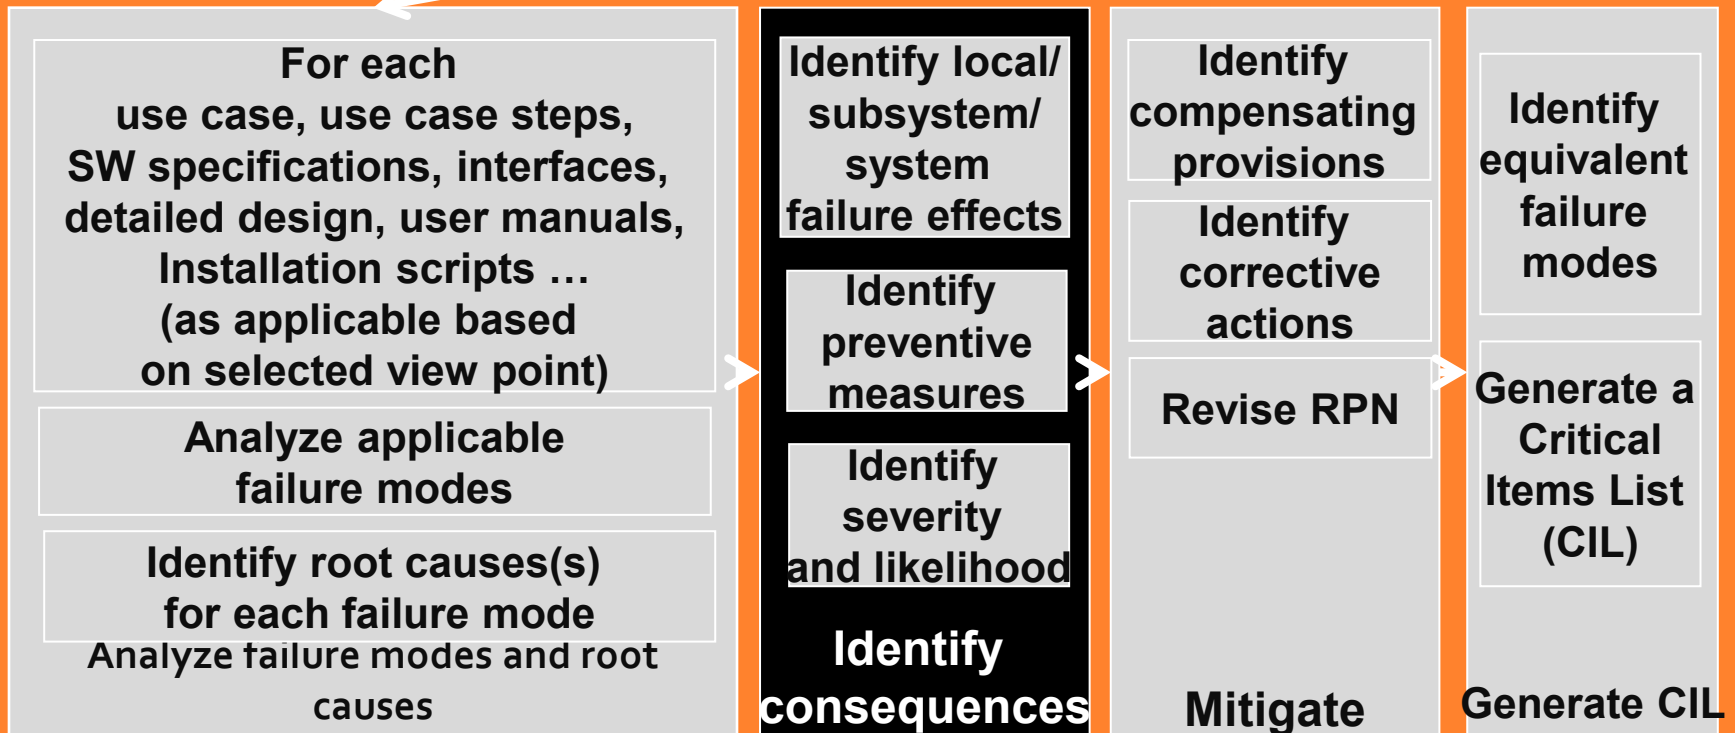 For each
use case, use case steps,
SW specifications, interfaces,
detailed design, user manuals,
Installation scripts …
(as applicable based
on selected view point)
Analyze applicable
failure modes
Identify root causes(s)
for each failure mode
Analyze failure modes and root
causes
Identify local/
subsystem/
system
failure effects
Identify
preventive
measures
Identify
severity
and likelihood
Identify
consequences
Identify
compensating
provisions
Identify
corrective
actions
Revise RPN
Mitigate
Identify
equivalent
failure
modes
Generate a
Critical
Items List
(CIL)
Generate CIL